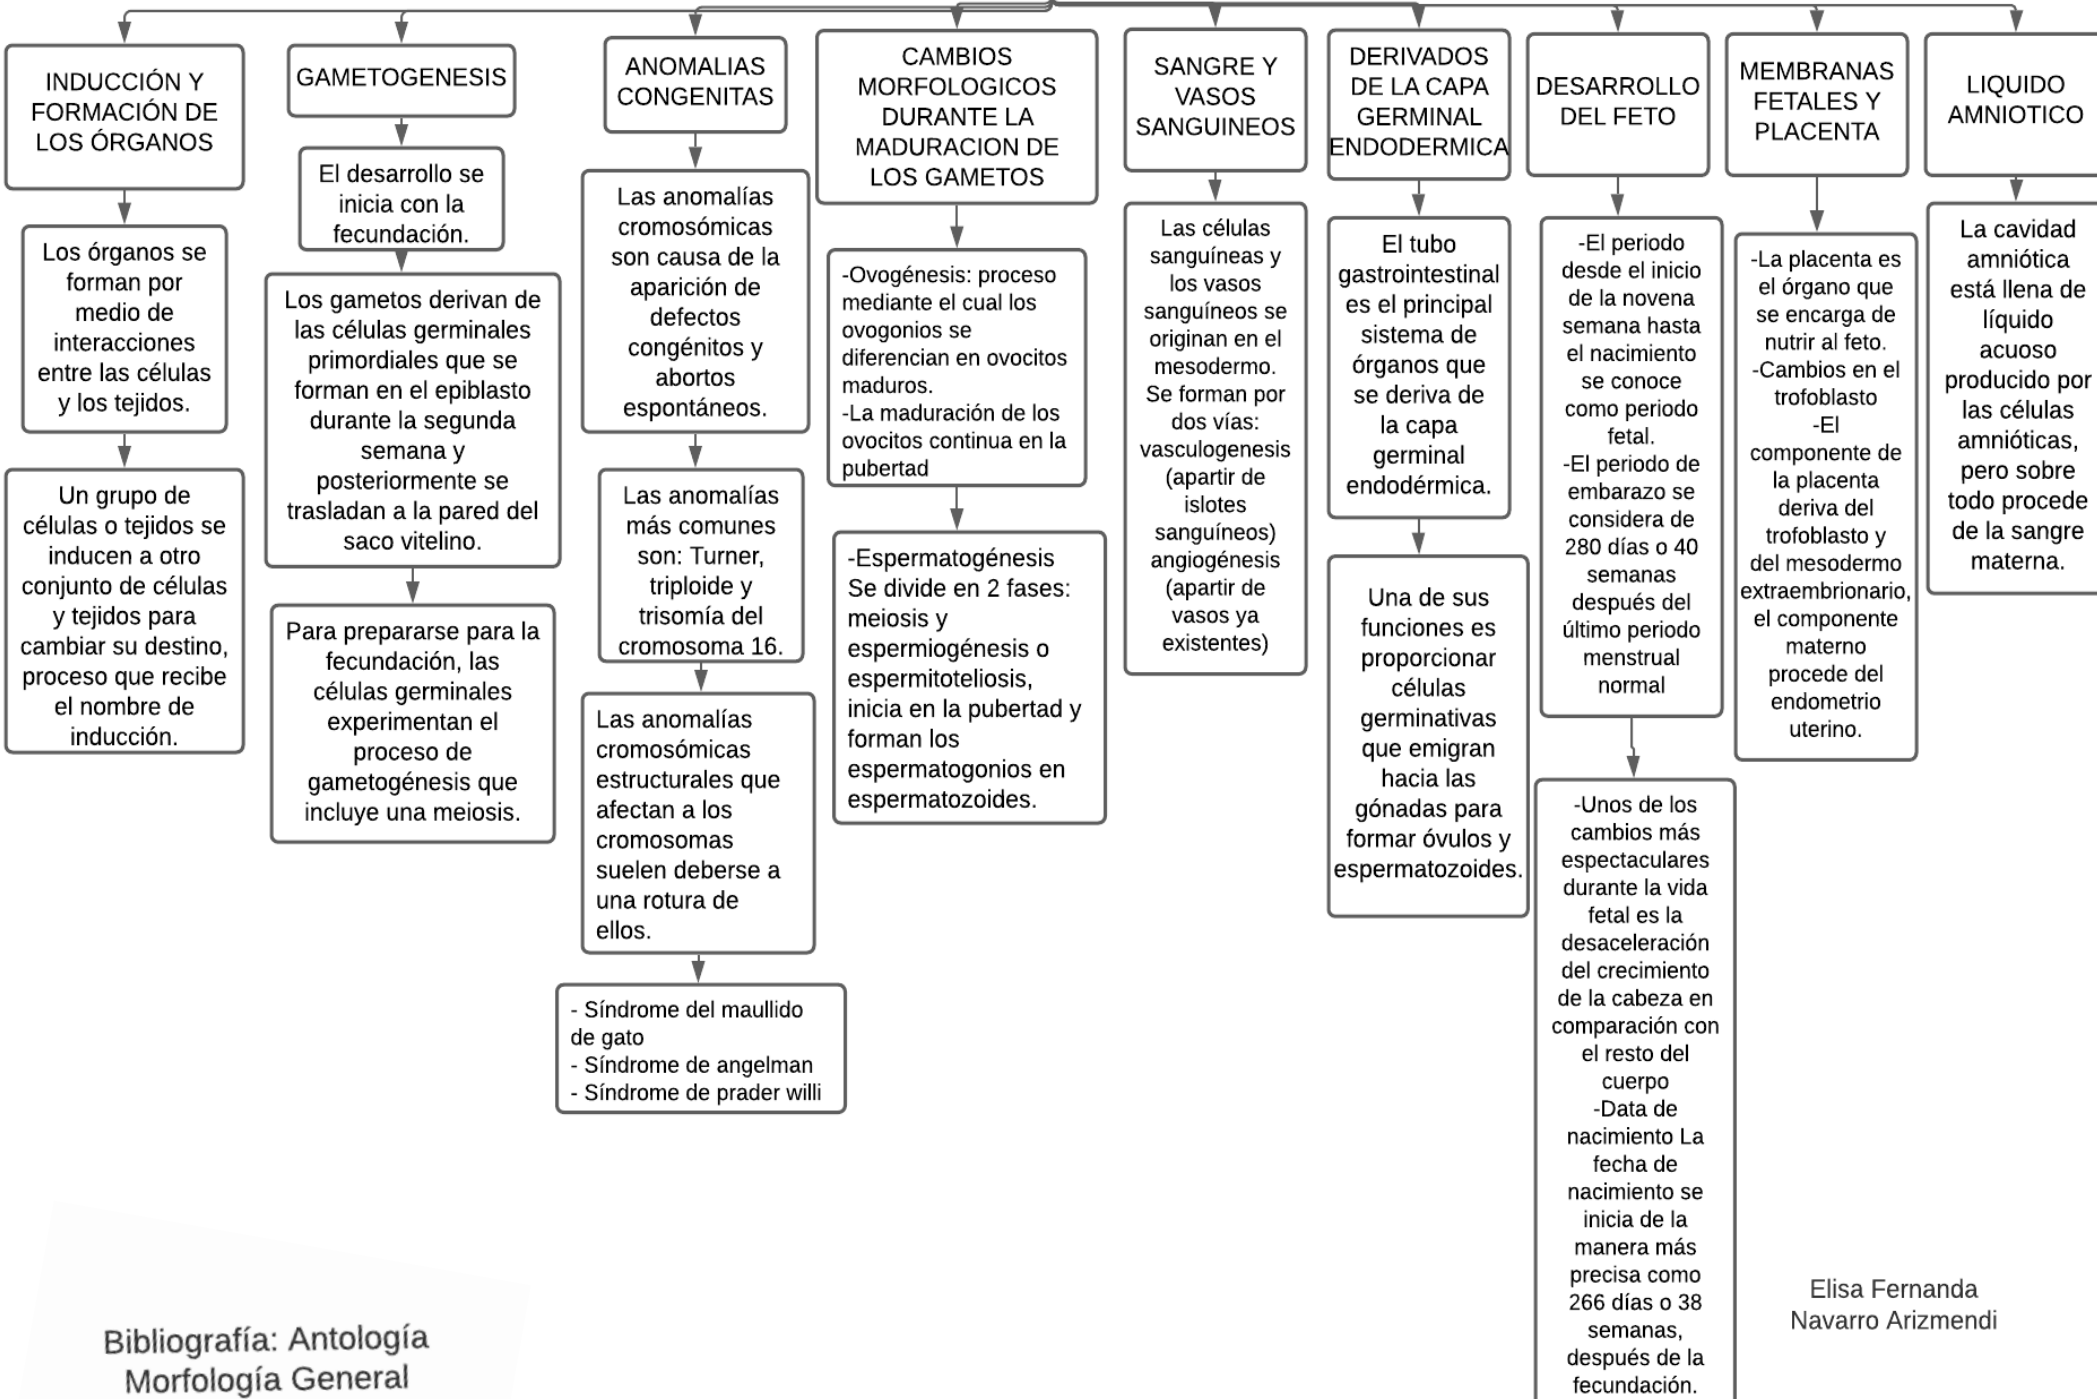 INDUCCIÓN Y
FORMACIÓN DE
LOS ÓRGANOS
Los órganos se
forman por
medio de
interacciones
entre las células
y los tejidos.
Un grupo de
células o tejidos se
inducen a otro
conjunto de células
y tejidos para
cambiar su destino,
proceso que recibe
el nombre de
inducción.
GAMETOGENESIS
El desarrollo se
inicia con la
fecundación.
Los gametos derivan de
las células germinales
primordiales que se
forman en el epiblasto
durante la segunda
semana y
posteriormente se
trasladan a la pared del
saco vitelino.
Para prepararse para la
fecundación, las
células germinales
experimentan el
proceso de
gametogénesis que
incluye una meiosis.
ANOMALIAS
CONGENITAS
Las anomalías
cromosómicas
son causa de la
aparición de
defectos
congénitos y
abortos
espontáneos.
Las anomalías
más comunes
son: Turner,
triploide y
trisomía del
cromosoma 16.
Las anomalías
cromosómicas
estructurales que
afectan a los
cromosomas
suelen deberse a
una rotura de
ellos.
- Síndrome del maullido
de gato
- Síndrome de angelman
- Síndrome de prader willi
CAMBIOS
MORFOLOGICOS
DURANTE LA
MADURACION DE
LOS GAMETOS
-Ovogénesis: proceso
mediante el cual los
ovogonios se
diferencian en ovocitos
maduros.
-La maduración de los
ovocitos continua en la
pubertad
-Espermatogénesis
Se divide en 2 fases:
meiosis y
espermiogénesis o
espermitoteliosis,
inicia en la pubertad y
forman los
espermatogonios en
espermatozoides.
SANGRE Y
VASOS
SANGUINEOS
Las células
sanguíneas y
los vasos
sanguíneos se
originan en el
mesodermo.
Se forman por
dos vías:
vasculogenesis
(apartir de
islotes
sanguíneos)
angiogénesis
(apartir de
vasos ya
existentes)
DERIVADOS
DE LA CAPA
GERMINAL
ENDODERMICA
El tubo
gastrointestinal
es el principal
sistema de
órganos que
se deriva de
la capa
germinal
endodérmica.
Una de sus
funciones es
proporcionar
células
germinativas
que emigran
hacia las
gónadas para
formar óvulos y
espermatozoides.
DESARROLLO
DEL FETO
-El periodo
desde el inicio
de la novena
semana hasta
el nacimiento
se conoce
como periodo
fetal.
-El periodo de
embarazo se
considera de
280 días o 40
semanas
después del
último periodo
menstrual
normal
-Unos de los
cambios más
espectaculares
durante la vida
fetal es la
desaceleración
del crecimiento
de la cabeza en
comparación con
el resto del
cuerpo
-Data de
nacimiento La
fecha de
nacimiento se
inicia de la
manera más
precisa como
266 días o 38
semanas,
después de la
fecundación.
MEMBRANAS
FETALES Y
PLACENTA
-La placenta es
el órgano que
se encarga de
nutrir al feto.
-Cambios en el
trofoblasto
-El
componente de
la placenta
deriva del
trofoblasto y
del mesodermo
extraembrionario,
el componente
materno
procede del
endometrio
uterino.
LIQUIDO
AMNIOTICO
La cavidad
amniótica
está llena de
líquido
acuoso
producido por
las células
amnióticas,
pero sobre
todo procede
de la sangre
materna.
Bibliografía: Antología
Morfología General
Elisa Fernanda
Navarro Arizmendi